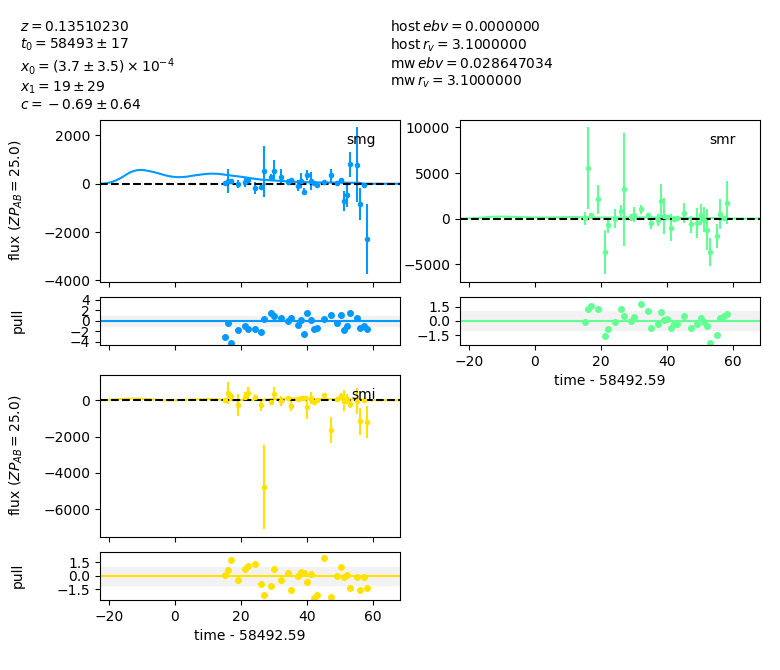 z = 0.13510230
t₀ = 58493 ± 17
x₀ = (3.7 ± 3.5) × 10⁻⁴
x₁ = 19 ± 29
c = −0.69 ± 0.64
host ebv = 0.0000000
host r_v = 3.1000000
mw ebv = 0.028647034
mw r_v = 3.1000000
smg
2000
0
−2000
−4000
flux (ZP_AB = 25.0)
4
2
0
−2
−4
pull
smr
10000
5000
0
−5000
1.5
0.0
−1.5
−20 0 20 40 60
time - 58492.59
smi
0
−2000
−4000
−6000
flux (ZP_AB = 25.0)
1.5
0.0
−1.5
pull
−20 0 20 40 60
time - 58492.59